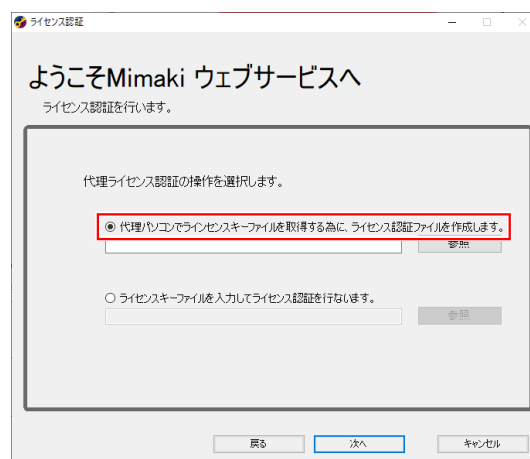 ライセンス認証
ようこそMimaki ウェブサービスへ
ライセンス認証を行います。
代理ライセンス認証の操作を選択します。
代理パソコンでラインセンスキーファイルを取得する為に、ライセンス認証ファイルを作成します。
参照
ライセンスキーファイルを入力してライセンス認証を行ないます。
参照
戻る
次へ
キャンセル